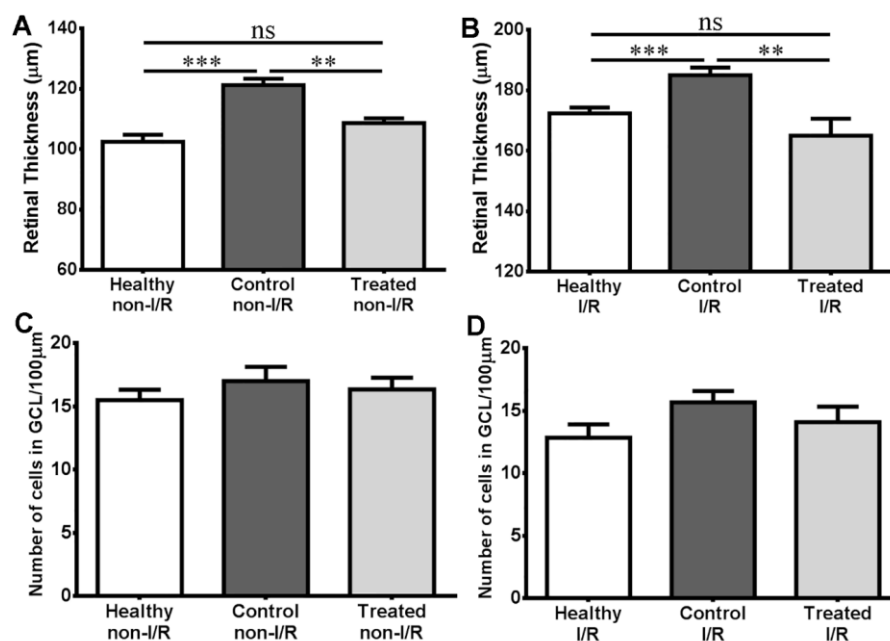 A
Retinal Thickness (µm)
140
120
100
80
60
ns
*** **
Healthy non-I/R
Control non-I/R
Treated non-I/R
B
Retinal Thickness (µm)
200
180
160
140
120
ns
*** **
Healthy I/R
Control I/R
Treated I/R
C
Number of cells in GCL/100µm
20
15
10
5
0
Healthy non-I/R
Control non-I/R
Treated non-I/R
D
Number of cells in GCL/100µm
20
15
10
5
0
Healthy I/R
Control I/R
Treated I/R